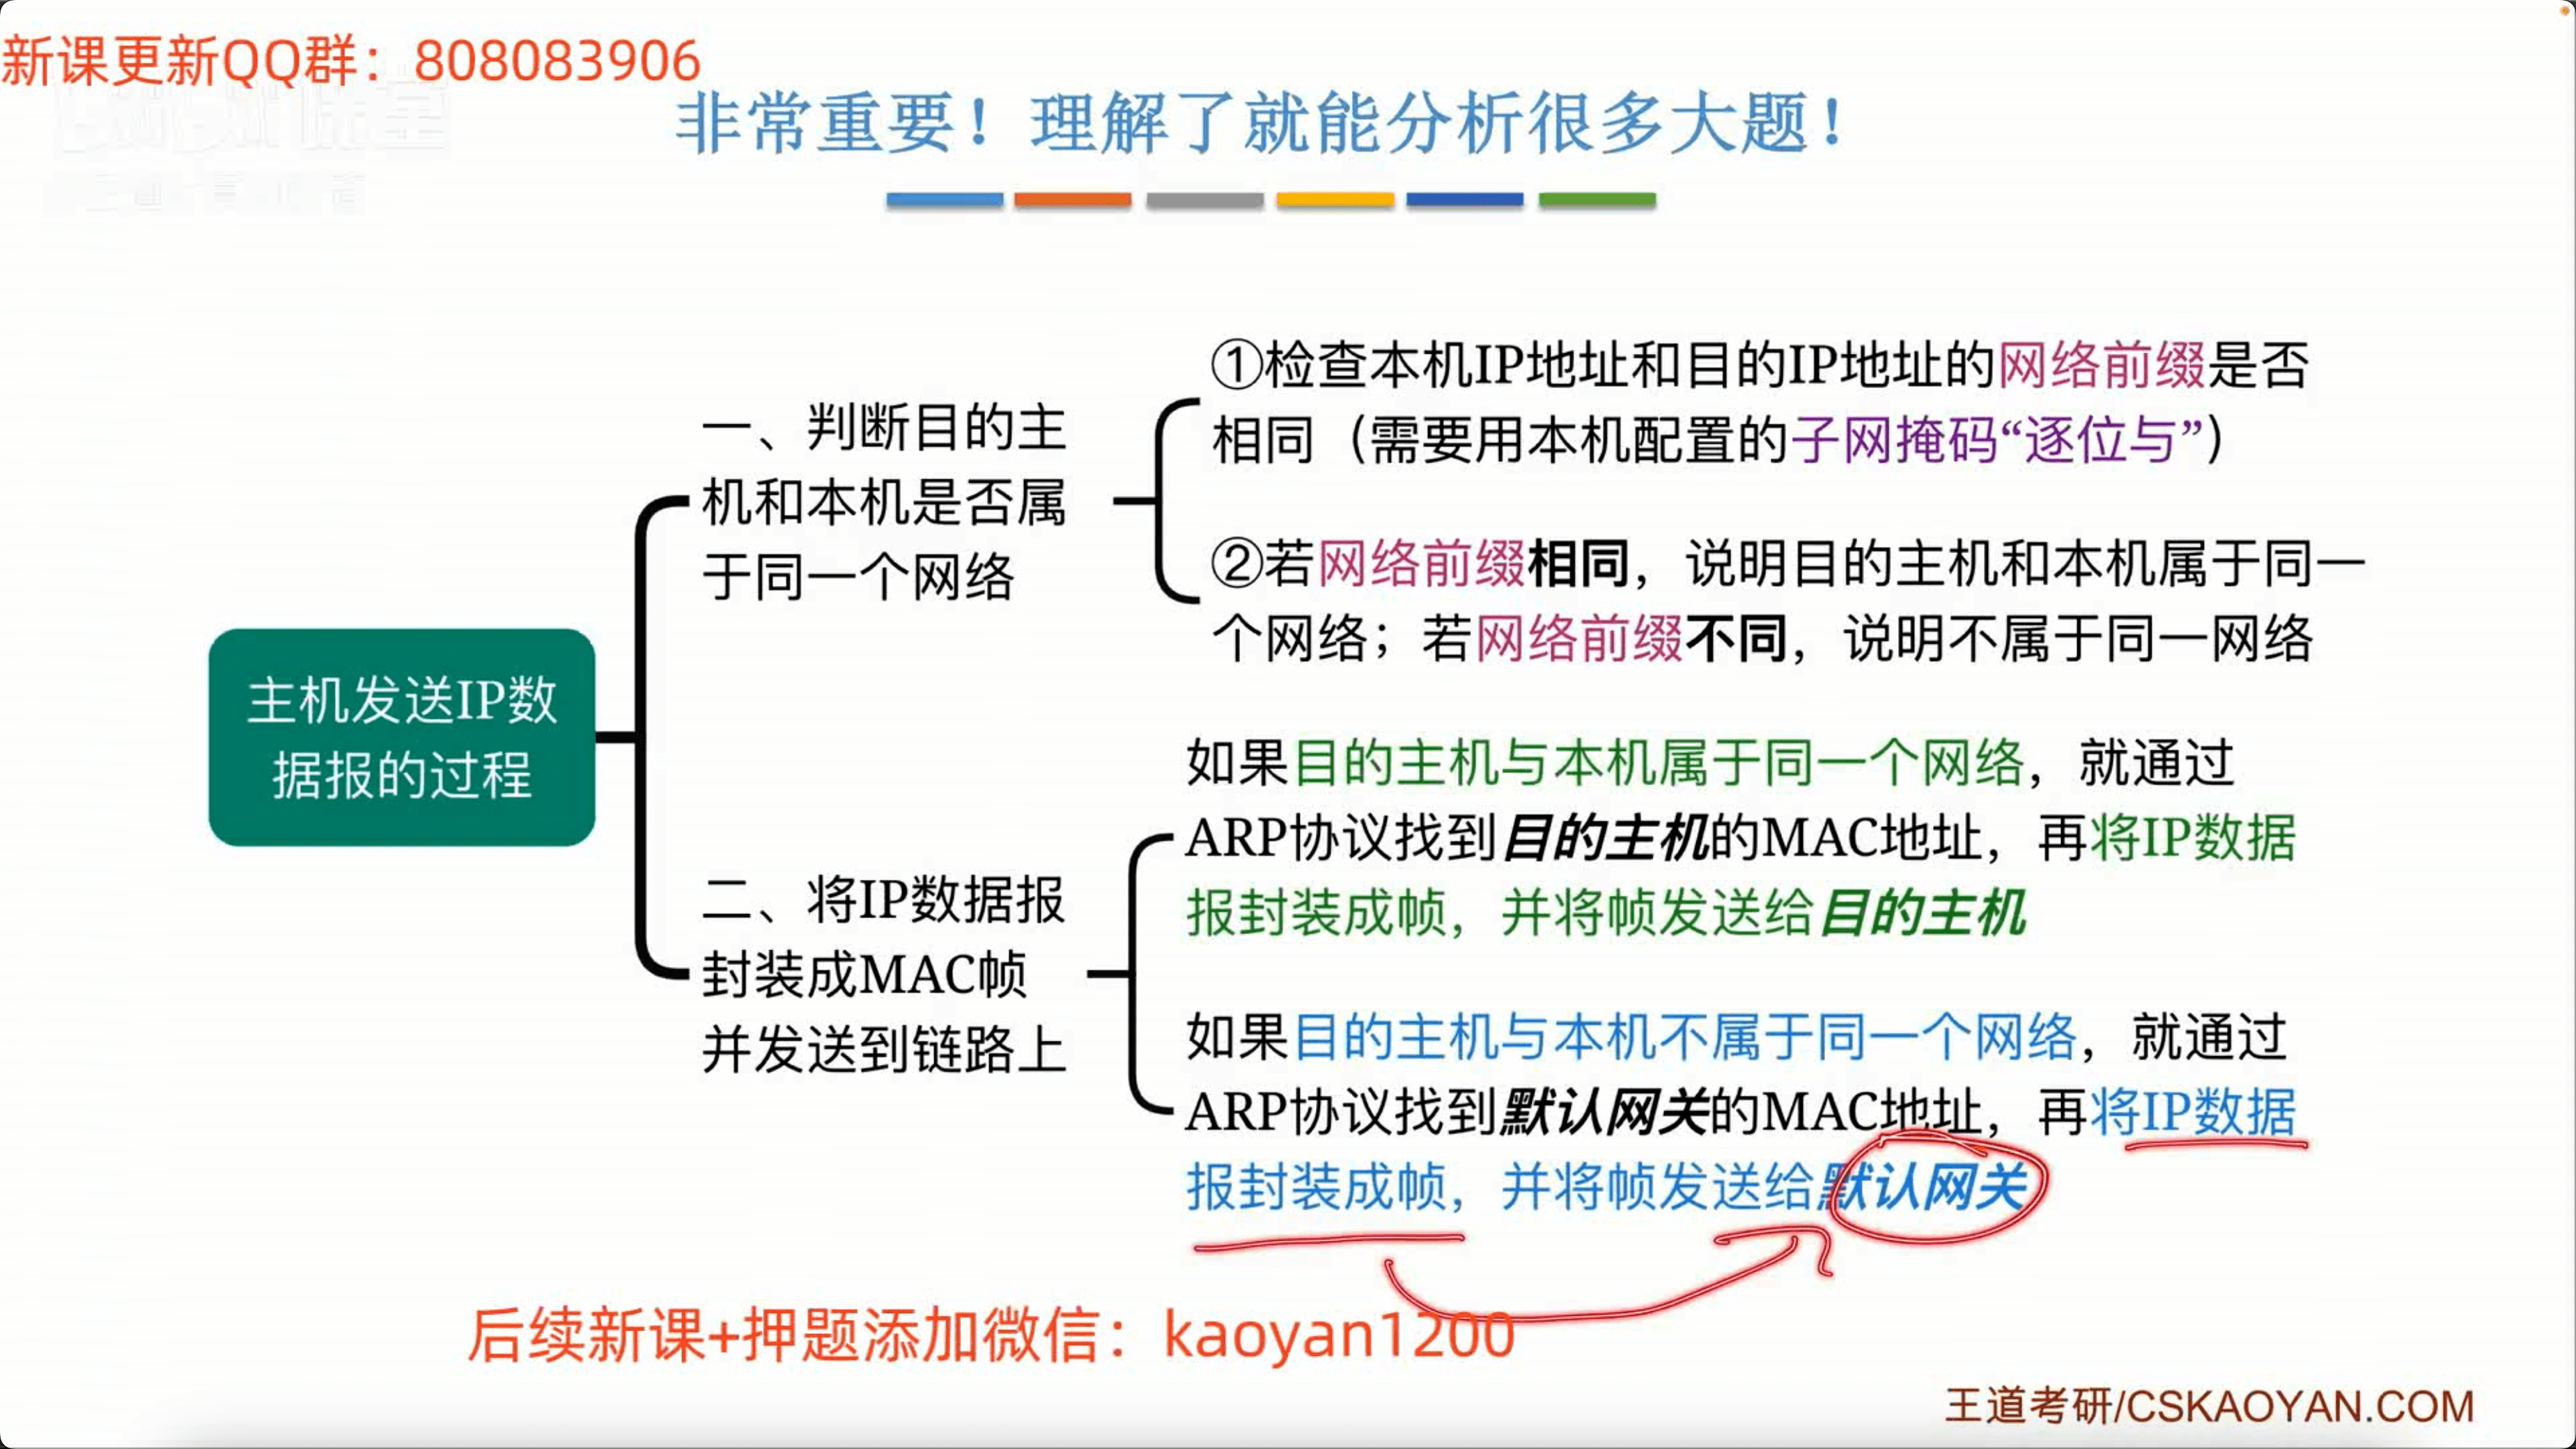 新课更新QQ群：808083906
非常重要！理解了就能分析很多大题！
主机发送IP数
据报的过程
一、判断目的主
机和本机是否属
于同一个网络
①检查本机IP地址和目的IP地址的网络前缀是否
相同（需要用本机配置的子网掩码“逐位与”）
②若网络前缀相同，说明目的主机和本机属于同一
个网络；若网络前缀不同，说明不属于同一网络
二、将IP数据报
封装成MAC帧
并发送到链路上
如果目的主机与本机属于同一个网络，就通过
ARP协议找到目的主机的MAC地址，再将IP数据
报封装成帧，并将帧发送给目的主机
如果目的主机与本机不属于同一个网络，就通过
ARP协议找到默认网关的MAC地址，再将IP数据
报封装成帧，并将帧发送给默认网关
后续新课+押题添加微信：kaoyan1200
王道考研/CSKAOYAN.COM